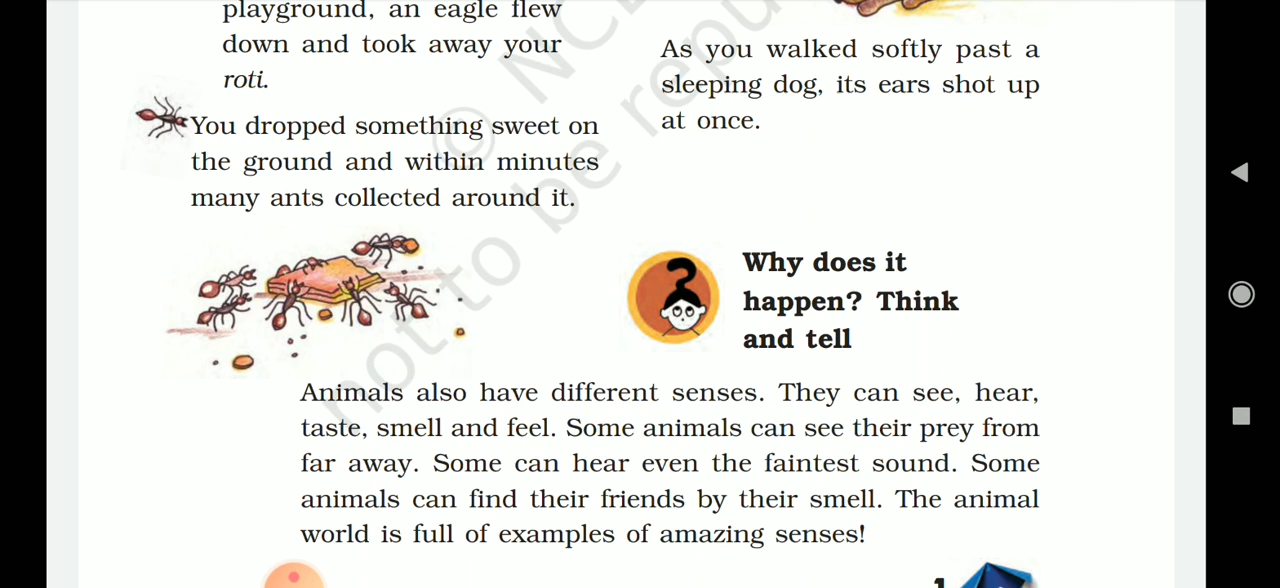 playground, an eagle flew
down and took away your
roti.
You dropped something sweet on
the ground and within minutes
many ants collected around it.
As you walked softly past a
sleeping dog, its ears shot up
at once.
Why does it
happen? Think
and tell
Animals also have different senses. They can see, hear,
taste, smell and feel. Some animals can see their prey from
far away. Some can hear even the faintest sound. Some
animals can find their friends by their smell. The animal
world is full of examples of amazing senses!
not to be repu